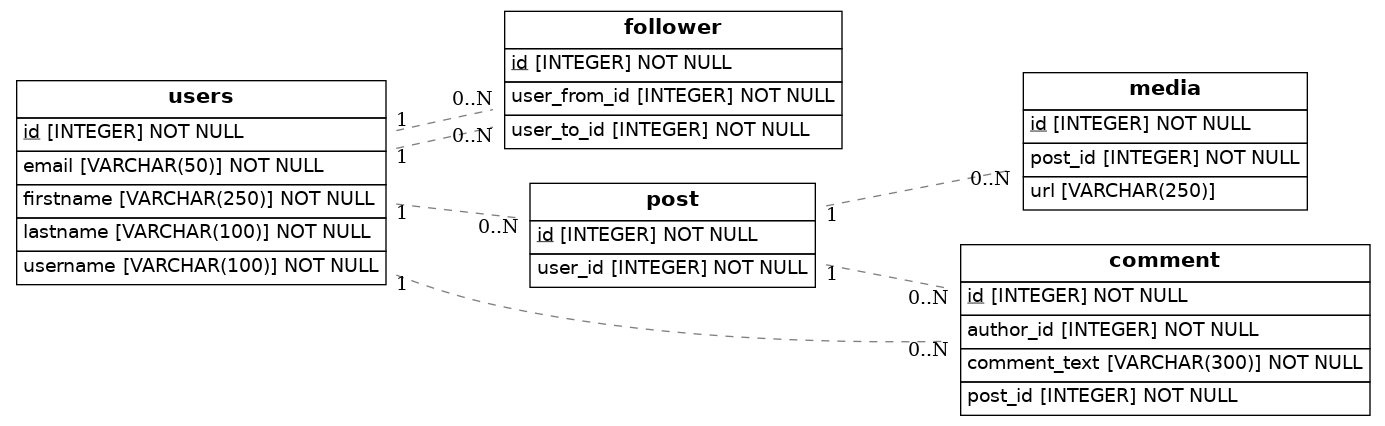 users
id [INTEGER] NOT NULL
email [VARCHAR(50)] NOT NULL
firstname [VARCHAR(250)] NOT NULL
lastname [VARCHAR(100)] NOT NULL
username [VARCHAR(100)] NOT NULL
1
0..N
1
0..N
1
0..N
1
0..N
follower
id [INTEGER] NOT NULL
user_from_id [INTEGER] NOT NULL
user_to_id [INTEGER] NOT NULL
post
id [INTEGER] NOT NULL
user_id [INTEGER] NOT NULL
1
0..N
1
0..N
media
id [INTEGER] NOT NULL
post_id [INTEGER] NOT NULL
url [VARCHAR(250)]
comment
id [INTEGER] NOT NULL
author_id [INTEGER] NOT NULL
comment_text [VARCHAR(300)] NOT NULL
post_id [INTEGER] NOT NULL